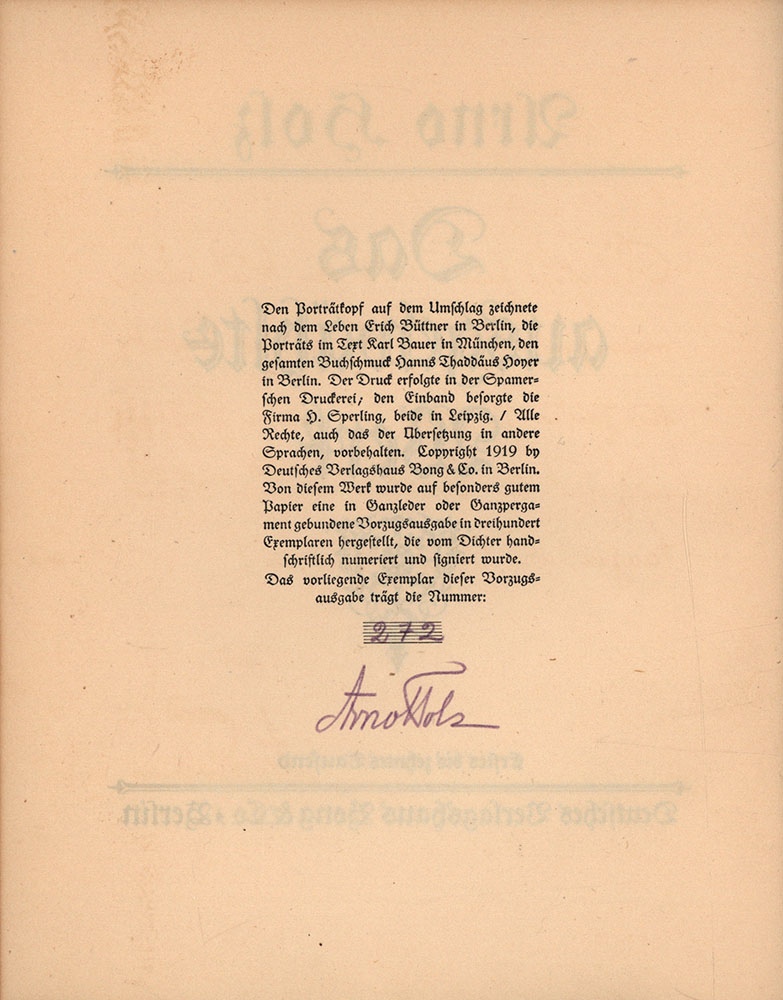 Den Porträtkopf auf dem Umschlag zeichnete
nach dem Leben Erich Büttner in Berlin, die
Porträts im Text Karl Bauer in München, den
gesamten Buchschmuck Hanns Thaddäus Hoyer
in Berlin. Der Druck erfolgte in der Spamer-
schen Druckerei, den Einband besorgte die
Firma H. Sperling, beide in Leipzig. / Alle
Rechte, auch das der Übersetzung in andere
Sprachen, vorbehalten. Copyright 1919 by
Deutsches Verlagshaus Bong & Co. in Berlin.
Von diesem Werk wurde auf besonders gutem
Papier eine in Ganzleder oder Ganzperga-
ment gebundene Vorzugsausgabe in dreihundert
Exemplaren hergestellt, die vom Dichter hand-
schriftlich numeriert und signiert wurde.
Das vorliegende Exemplar dieser Vorzugs-
ausgabe trägt die Nummer:
272
Arno Holz